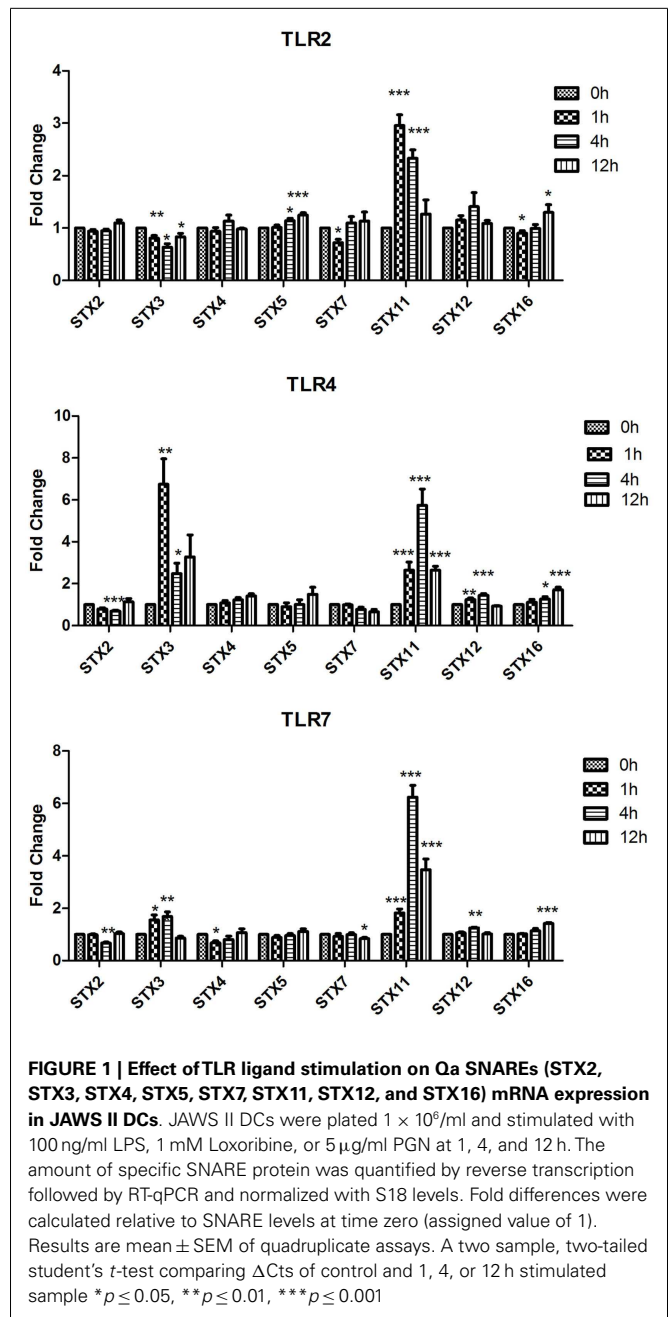 TLR2
Fold Change
4
3
2
1
0
***
***
**
*
*
*
***
*
*
*
0h
1h
4h
12h
STX2
STX3
STX4
STX5
STX7
STX11
STX12
STX16
TLR4
Fold Change
10
8
6
4
2
0
***
**
*
***
***
***
**
***
*
***
0h
1h
4h
12h
STX2
STX3
STX4
STX5
STX7
STX11
STX12
STX16
TLR7
Fold Change
8
6
4
2
0
**
*
**
*
*
***
***
***
**
***
0h
1h
4h
12h
STX2
STX3
STX4
STX5
STX7
STX11
STX12
STX16
FIGURE 1 | Effect of TLR ligand stimulation on Qa SNAREs (STX2,
STX3, STX4, STX5, STX7, STX11, STX12, and STX16) mRNA expression
in JAWS II DCs. JAWS II DCs were plated 1 × 10⁶/ml and stimulated with
100 ng/ml LPS, 1 mM Loxoribine, or 5 μg/ml PGN at 1, 4, and 12 h. The
amount of specific SNARE protein was quantified by reverse transcription
followed by RT-qPCR and normalized with S18 levels. Fold differences were
calculated relative to SNARE levels at time zero (assigned value of 1).
Results are mean ± SEM of quadruplicate assays. A two sample, two-tailed
student's t-test comparing ΔCts of control and 1, 4, or 12 h stimulated
sample *p ≤ 0.05, **p ≤ 0.01, ***p ≤ 0.001